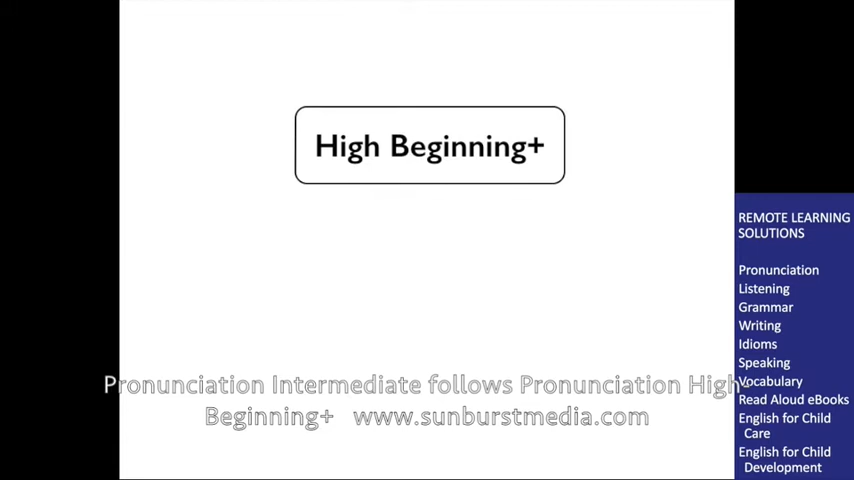 High Beginning+
Pronunciation Intermediate follows Pronunciation High-
Beginning+ www.sunburstmedia.com
REMOTE LEARNING
SOLUTIONS
Pronunciation
Listening
Grammar
Writing
Idioms
Speaking
Vocabulary
Read Aloud eBooks
English for Child
Care
English for Child
Development